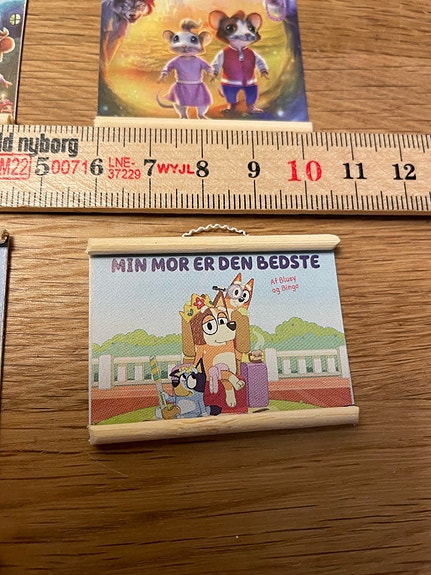 ld nyborg
M22 5 00716 LNE-37229 7 WYJL 8 9 10 11 12
MIN MOR ER DEN BEDSTE
Af Bluey
og Bingo